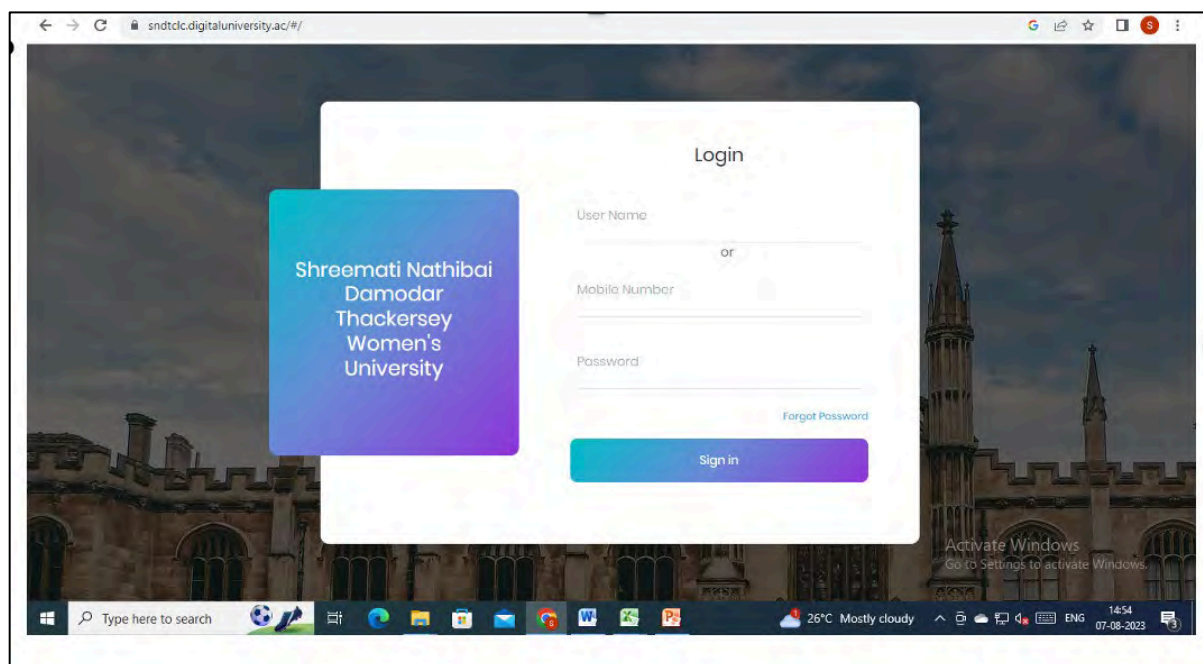 sndtclc.digitaluniversity.ac/#/
G
S
Login
User Name
or
Mobile Number
Password
Forgot Password
Sign in
Shreemati Nathibai
Damodar
Thackersey
Women's
University
Activate Windows
Go to Settings to activate Windows.
Type here to search
26°C Mostly cloudy
ENG
14:54
07-08-2023
3